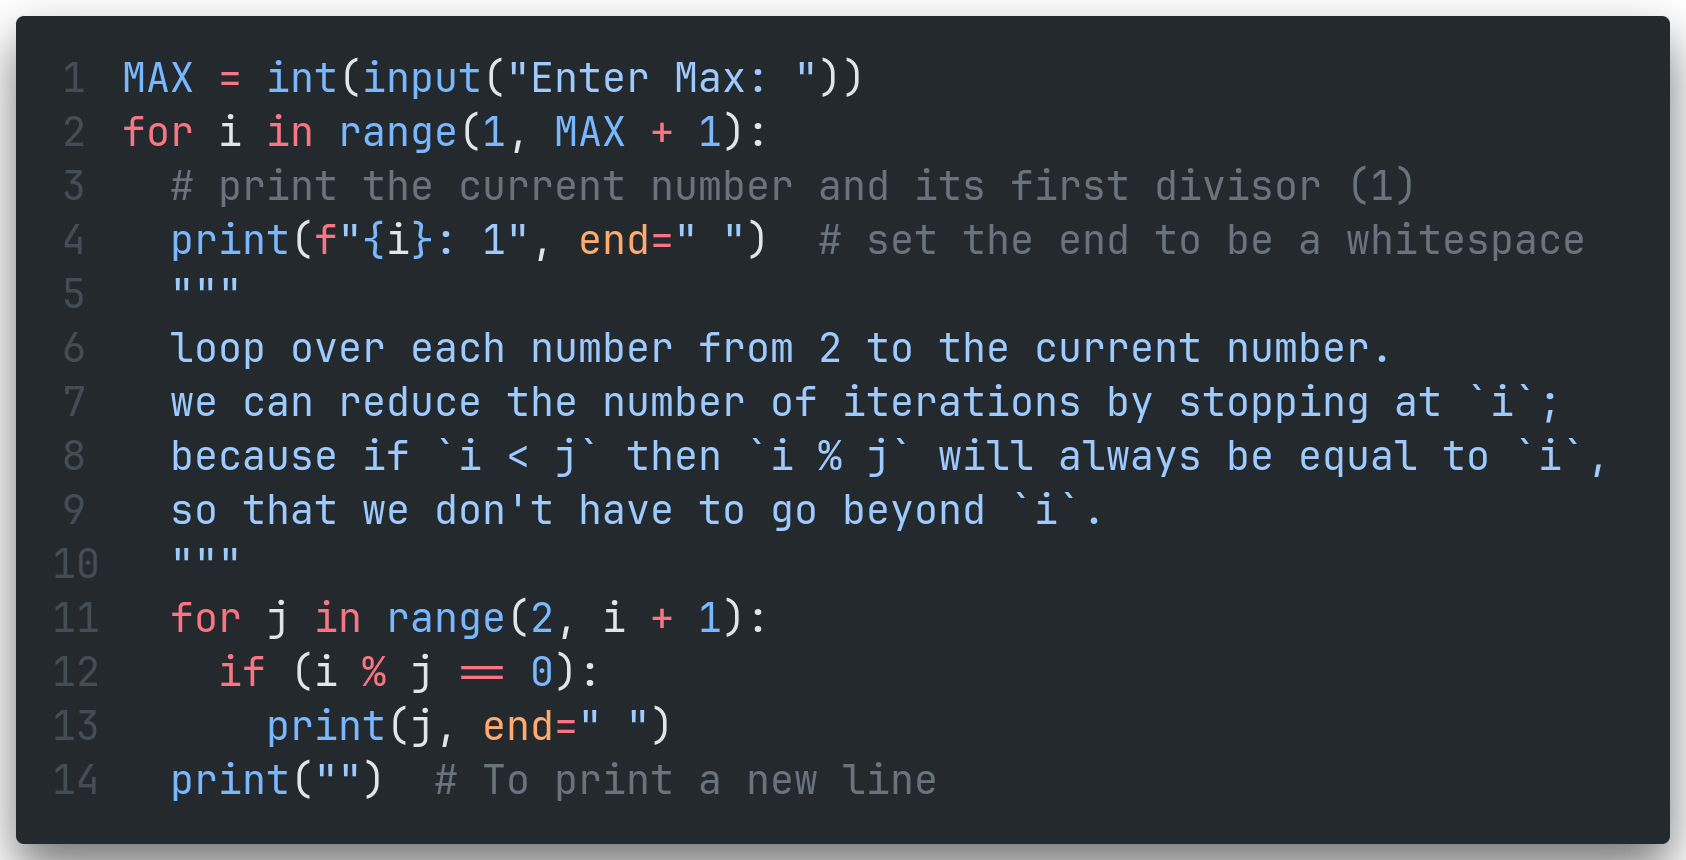 1 MAX = int(input("Enter Max: "))
2 for i in range(1, MAX + 1):
3   # print the current number and its first divisor (1)
4   print(f"{i}: 1", end=" ")  # set the end to be a whitespace
5   """
6   loop over each number from 2 to the current number.
7   we can reduce the number of iterations by stopping at `i`;
8   because if `i < j` then `i % j` will always be equal to `i`,
9   so that we don't have to go beyond `i`.
10   """
11   for j in range(2, i + 1):
12     if (i % j == 0):
13       print(j, end=" ")
14   print("")  # To print a new line